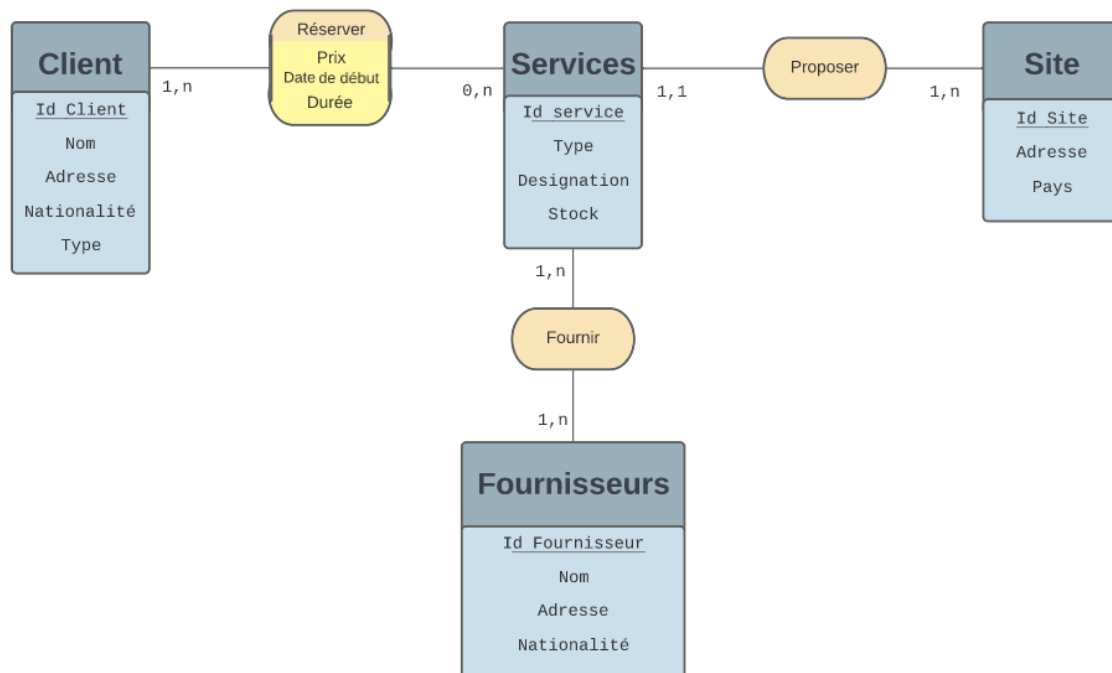 Client
Id Client
Nom
Adresse
Nationalité
Type
1,n
Réserver
Prix
Date de début
Durée
0,n
Services
Id service
Type
Designation
Stock
1,1
Proposer
1,n
Site
Id Site
Adresse
Pays
1,n
Fournir
1,n
Fournisseurs
Id Fournisseur
Nom
Adresse
Nationalité